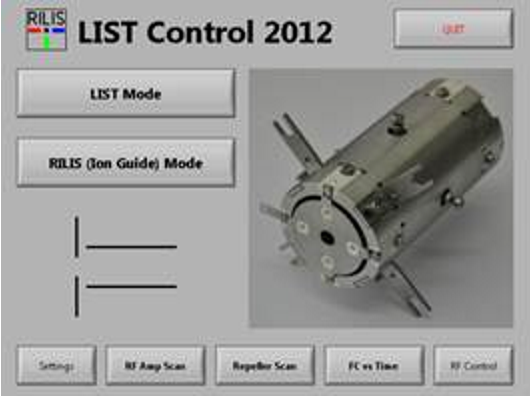 RILIS
LIST Control 2012
QUIT
LIST Mode
RILIS (Ion Guide) Mode
Settings
RF Amp Scan
Repeller Scan
FC vs Time
RF Control